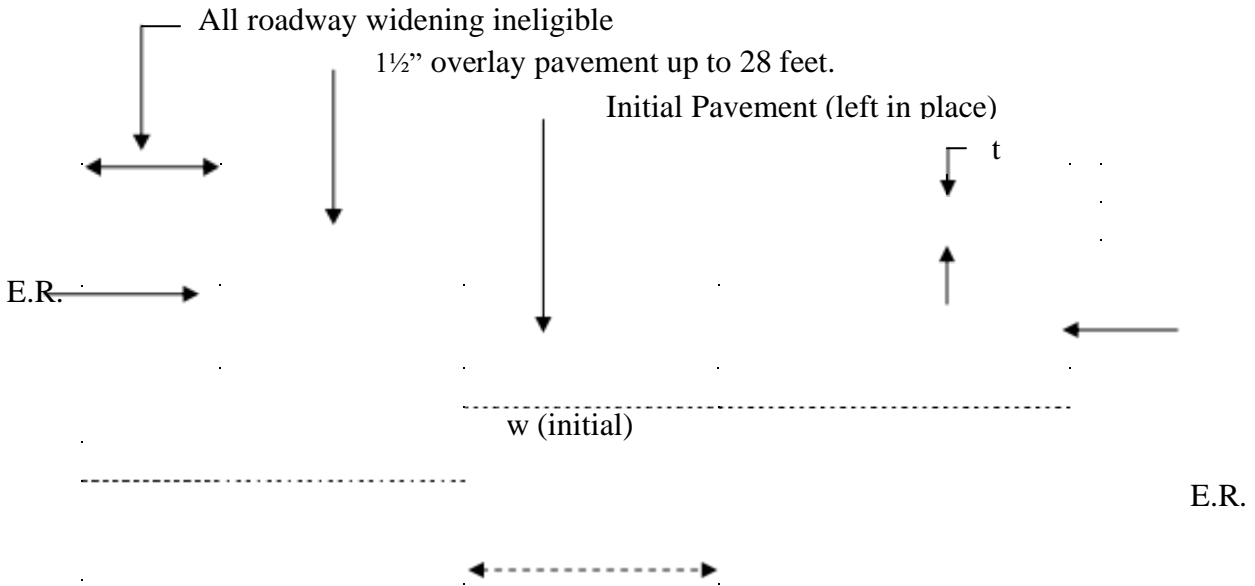 All roadway widening ineligible
1½” overlay pavement up to 28 feet.
Initial Pavement (left in place)
t
E.R.
w (initial)
E.R.